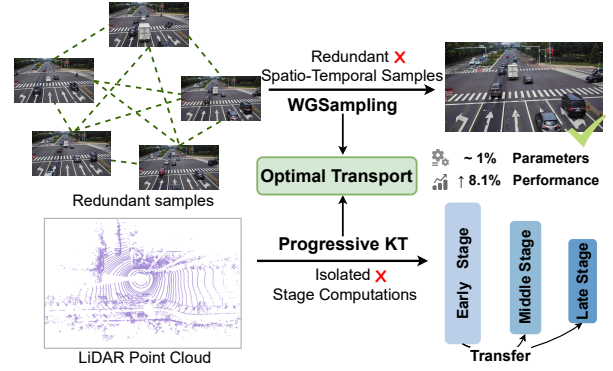 Redundant ✗
Spatio-Temporal Samples
WGSampling
Redundant samples
~ 1% Parameters
↑ 8.1% Performance
Optimal Transport
Progressive KT
Isolated ✗
Stage Computations
LiDAR Point Cloud
Early Stage
Middle Stage
Late Stage
Transfer